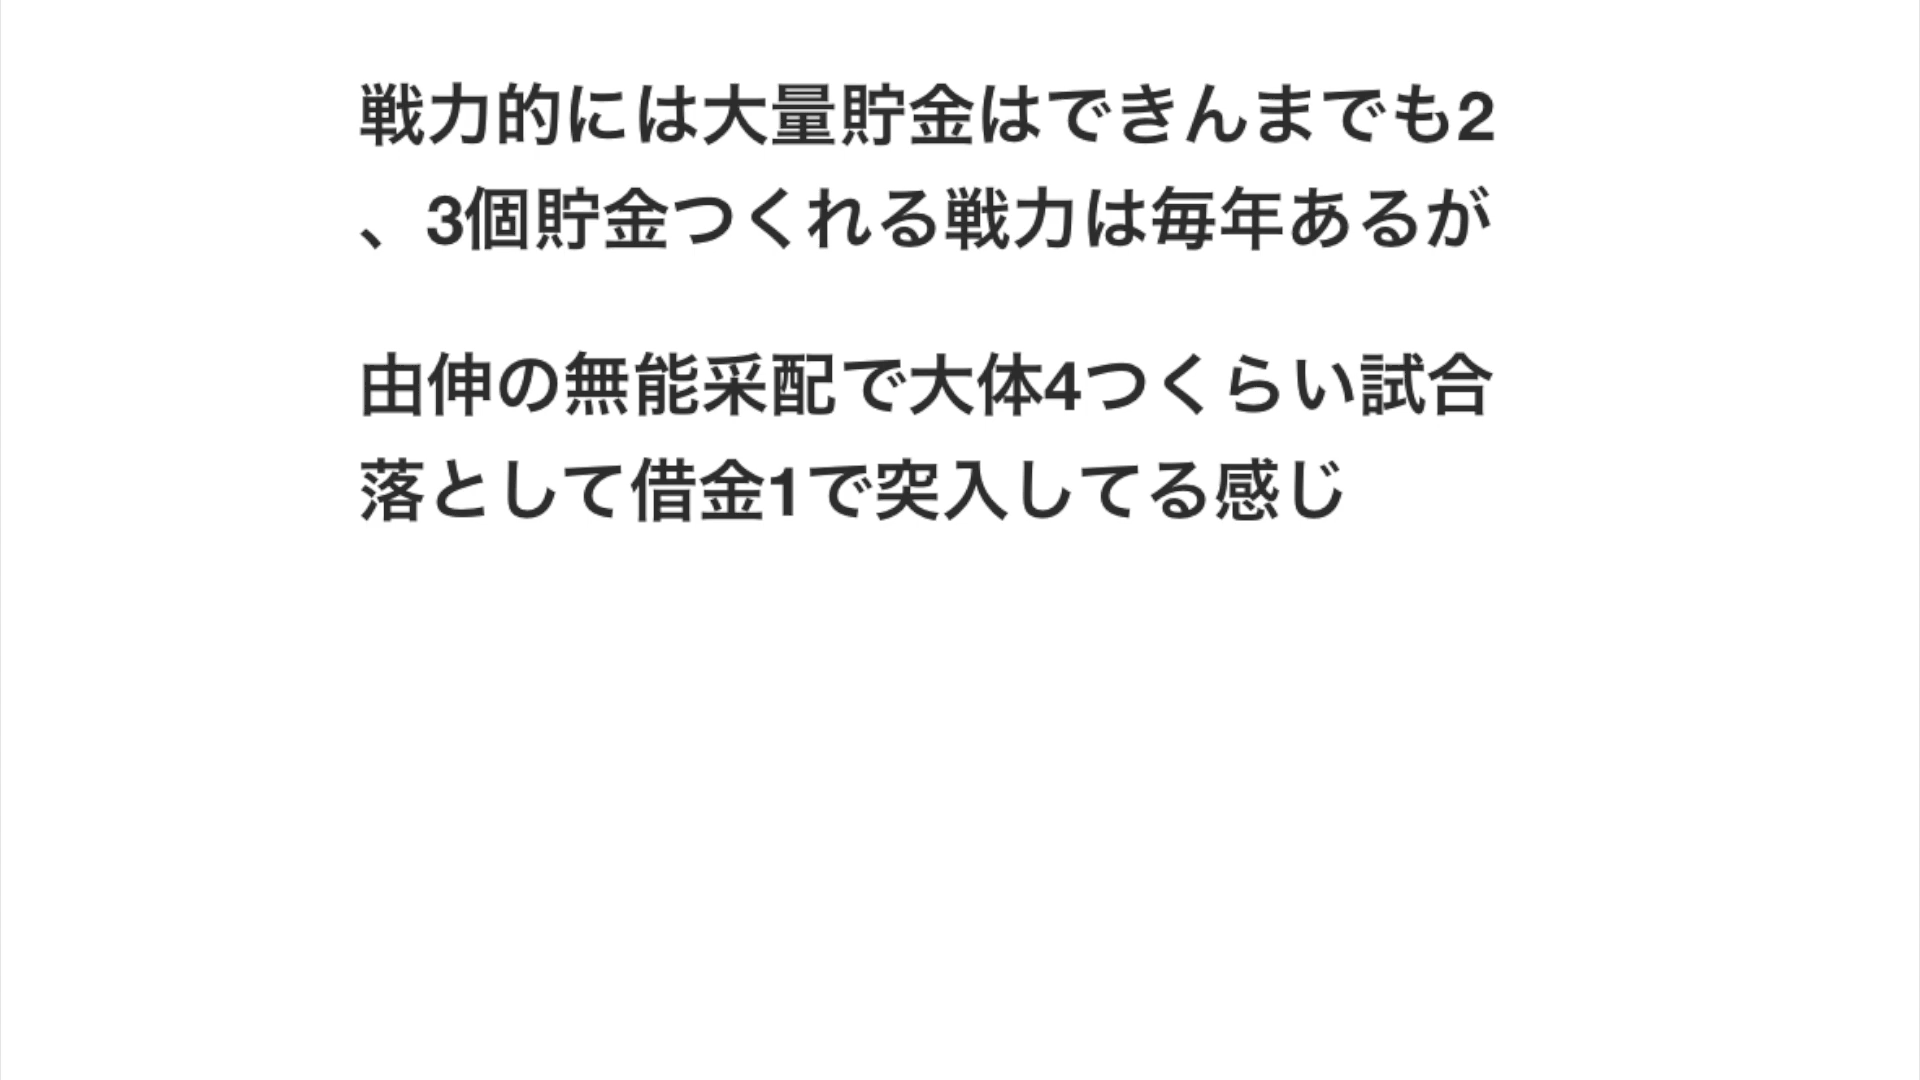 戦力的には大量貯金はできんまでも2
、3個貯金つくれる戦力は毎年あるが
由伸の無能采配で大体4つくらい試合
落として借金1で突入してる感じ